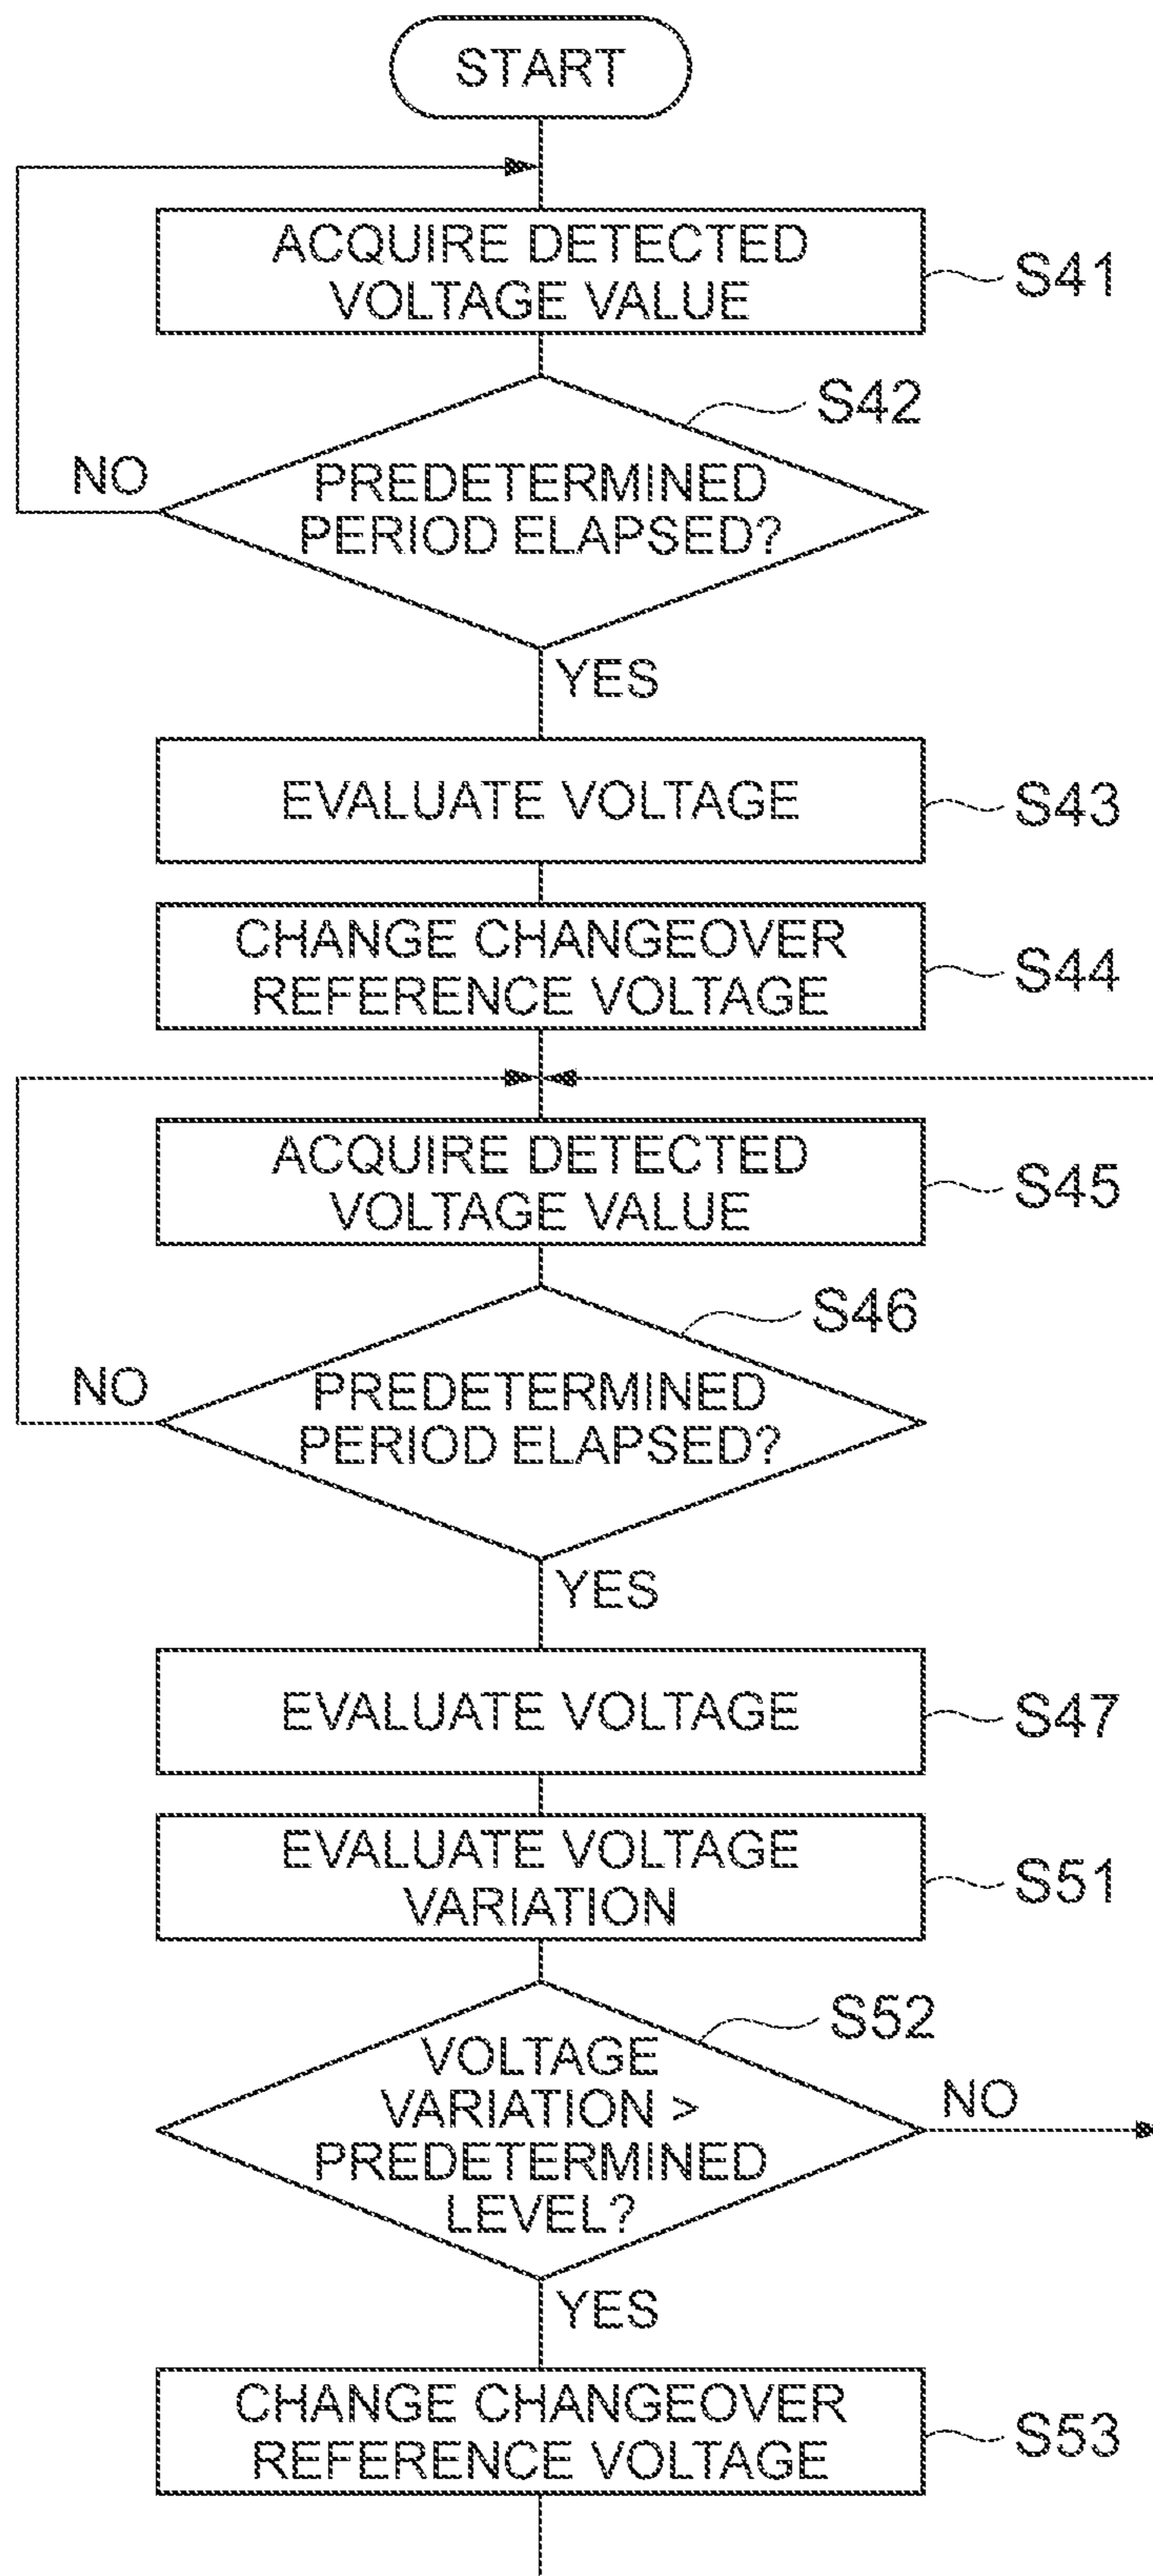 START
ACQUIRE DETECTED
VOLTAGE VALUE
S41
S42
NO
PREDETERMINED
PERIOD ELAPSED?
YES
EVALUATE VOLTAGE
S43
CHANGE CHANGEOVER
REFERENCE VOLTAGE
S44
ACQUIRE DETECTED
VOLTAGE VALUE
S45
S46
NO
PREDETERMINED
PERIOD ELAPSED?
YES
EVALUATE VOLTAGE
S47
EVALUATE VOLTAGE
VARIATION
S51
S52
VOLTAGE
VARIATION >
PREDETERMINED
LEVEL?
NO
YES
CHANGE CHANGEOVER
REFERENCE VOLTAGE
S53